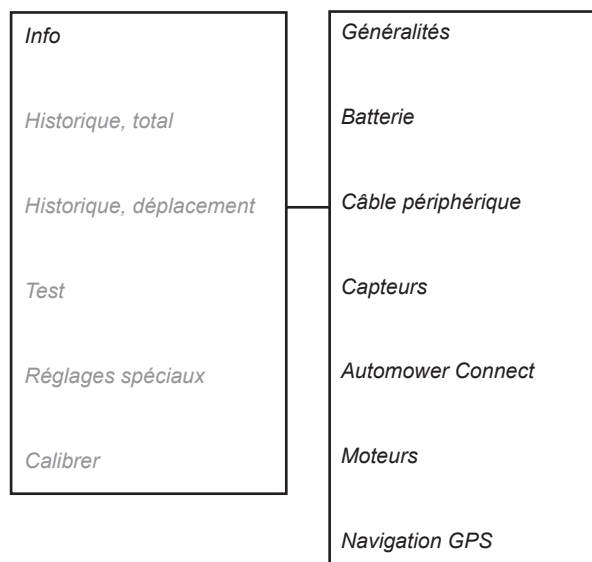 Info
Historique, total
Historique, déplacement
Test
Réglages spéciaux
Calibrer
Généralités
Batterie
Câble périphérique
Capteurs
Automower Connect
Moteurs
Navigation GPS